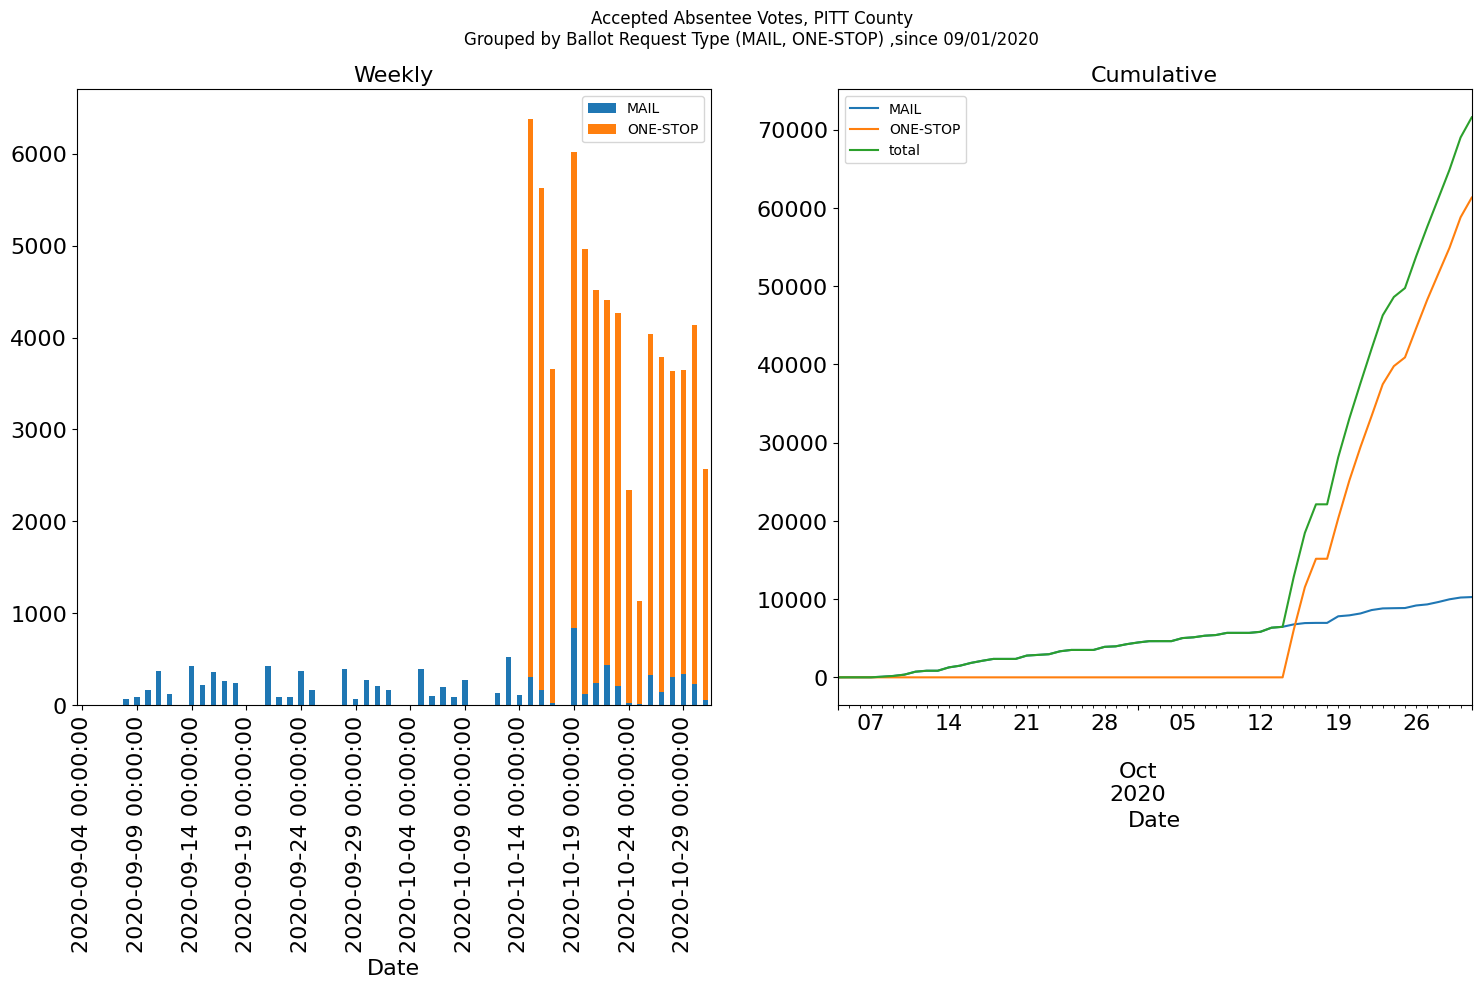 Accepted Absentee Votes, PITT County
Grouped by Ballot Request Type (MAIL, ONE-STOP) ,since 09/01/2020
Weekly
MAIL
ONE-STOP
6000
5000
4000
3000
2000
1000
0
2020-09-04 00:00:00
2020-09-09 00:00:00
2020-09-14 00:00:00
2020-09-19 00:00:00
2020-09-24 00:00:00
2020-09-29 00:00:00
2020-10-04 00:00:00
2020-10-09 00:00:00
2020-10-14 00:00:00
2020-10-19 00:00:00
2020-10-24 00:00:00
2020-10-29 00:00:00
Date
Cumulative
MAIL
ONE-STOP
total
70000
60000
50000
40000
30000
20000
10000
0
07 14 21 28 05 12 19 26
Oct
2020
Date